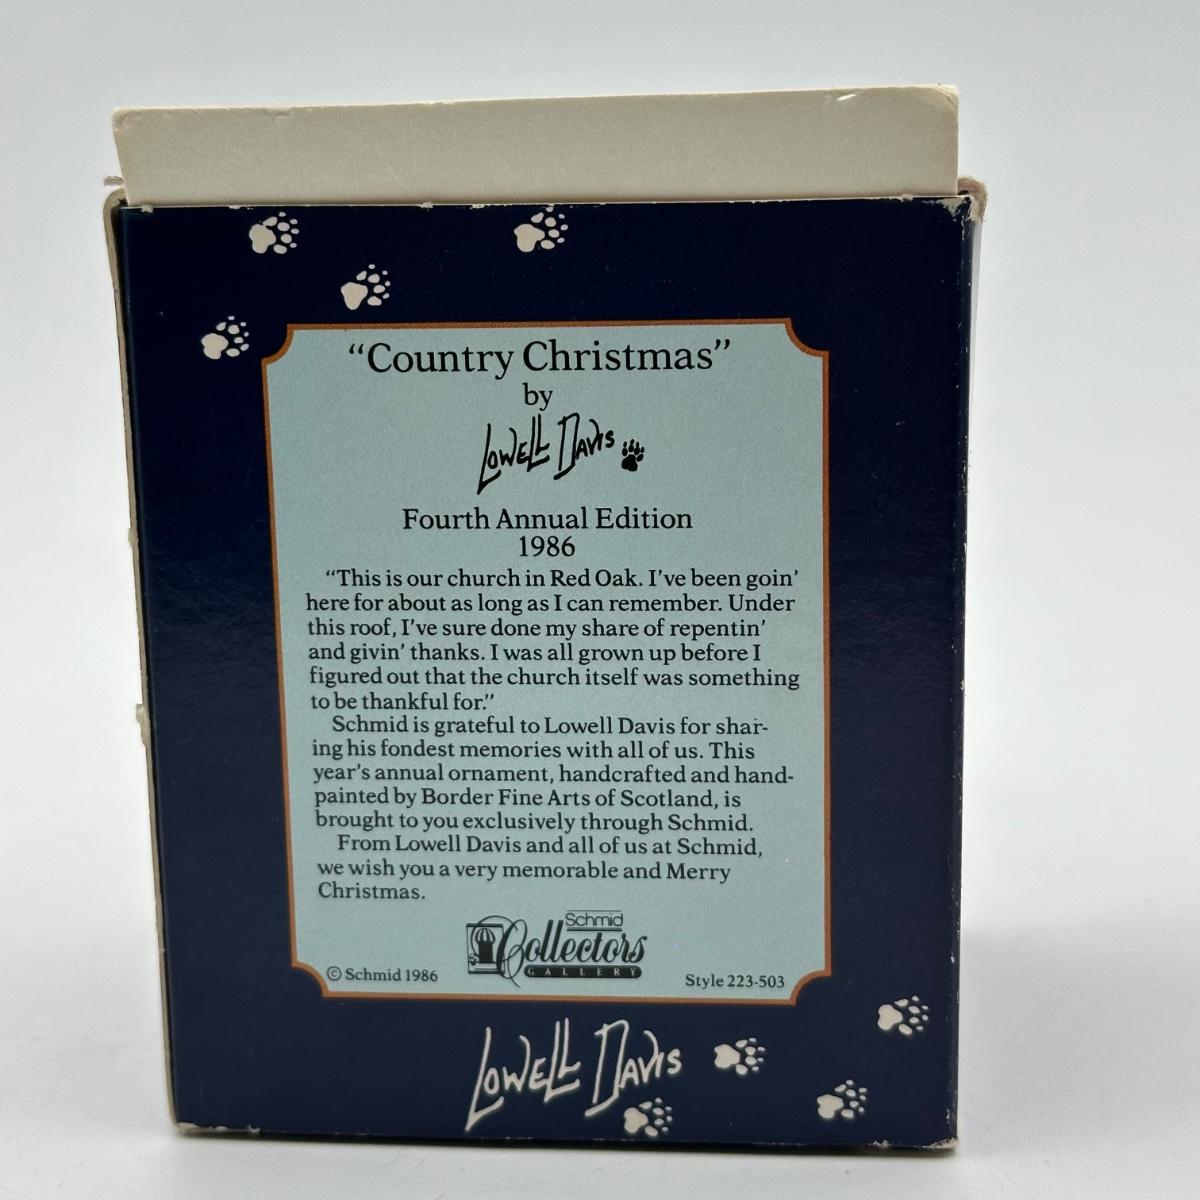 “Country Christmas”
by
Lowell Davis
Fourth Annual Edition
1986
“This is our church in Red Oak. I’ve been goin’
here for about as long as I can remember. Under
this roof, I’ve sure done my share of repentin’
and givin’ thanks. I was all grown up before I
figured out that the church itself was something
to be thankful for.”
Schmid is grateful to Lowell Davis for shar-
ing his fondest memories with all of us. This
year’s annual ornament, handcrafted and hand-
painted by Border Fine Arts of Scotland, is
brought to you exclusively through Schmid.
From Lowell Davis and all of us at Schmid,
we wish you a very memorable and Merry
Christmas.
Schmid
Collectors
GALLERY
© Schmid 1986
Style 223-503
Lowell Davis